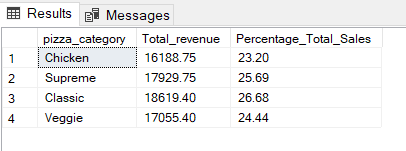 Results Messages
pizza_category Total_revenue Percentage_Total_Sales
1 Chicken 16188.75 23.20
2 Supreme 17929.75 25.69
3 Classic 18619.40 26.68
4 Veggie 17055.40 24.44